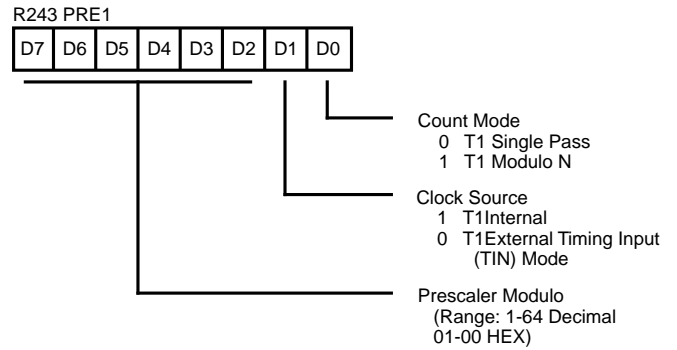 R243 PRE1
D7 D6 D5 D4 D3 D2 D1 D0
Count Mode
0 T1 Single Pass
1 T1 Modulo N
Clock Source
1 T1Internal
0 T1External Timing Input
(TIN) Mode
Prescaler Modulo
(Range: 1-64 Decimal
01-00 HEX)